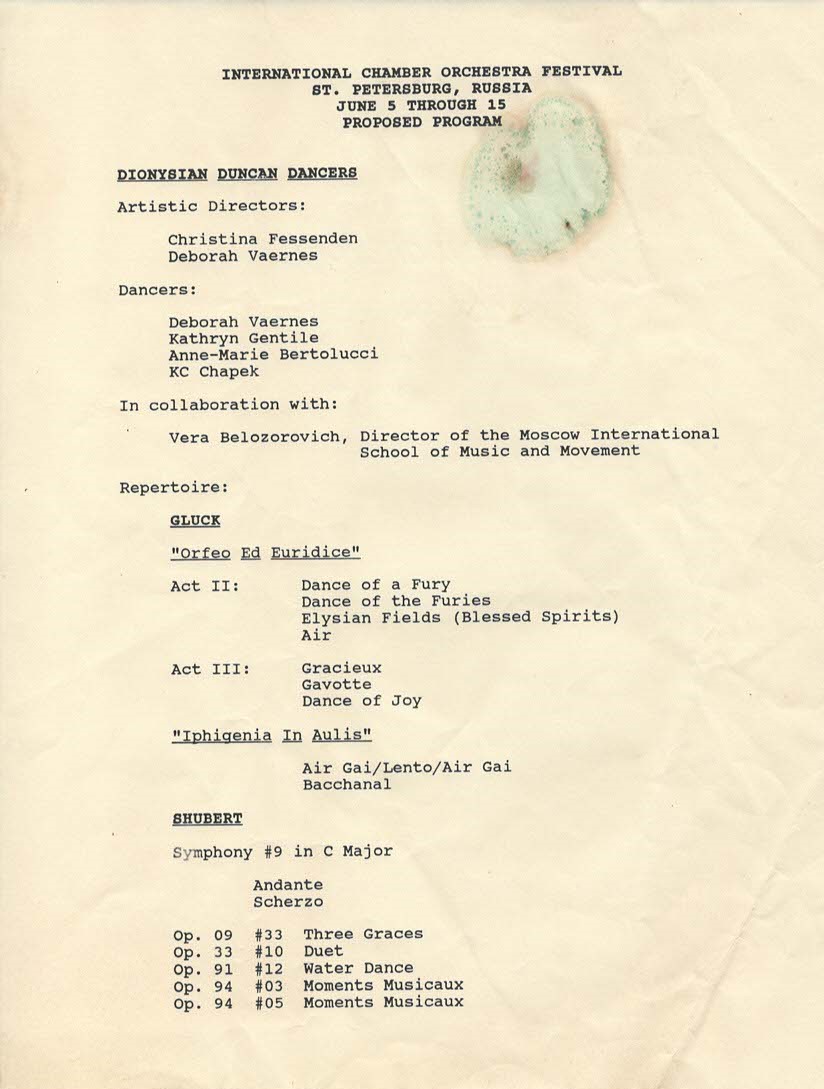 INTERNATIONAL CHAMBER ORCHESTRA FESTIVAL
ST. PETERSBURG, RUSSIA
JUNE 5 THROUGH 15
PROPOSED PROGRAM
DIONYSIAN DUNCAN DANCERS
Artistic Directors:
Christina Fessenden
Deborah Vaernes
Dancers:
Deborah Vaernes
Kathryn Gentile
Anne-Marie Bertolucci
KC Chapek
In collaboration with:
Vera Belozorovich, Director of the Moscow International
School of Music and Movement
Repertoire:
GLUCK
"Orfeo Ed Euridice"
Act II: Dance of a Fury
Dance of the Furies
Elysian Fields (Blessed Spirits)
Air
Act III: Gracieux
Gavotte
Dance of Joy
"Iphigenia In Aulis"
Air Gai/Lento/Air Gai
Bacchanal
SHUBERT
Symphony #9 in C Major
Andante
Scherzo
Op. 09 #33 Three Graces
Op. 33 #10 Duet
Op. 91 #12 Water Dance
Op. 94 #03 Moments Musicaux
Op. 94 #05 Moments Musicaux